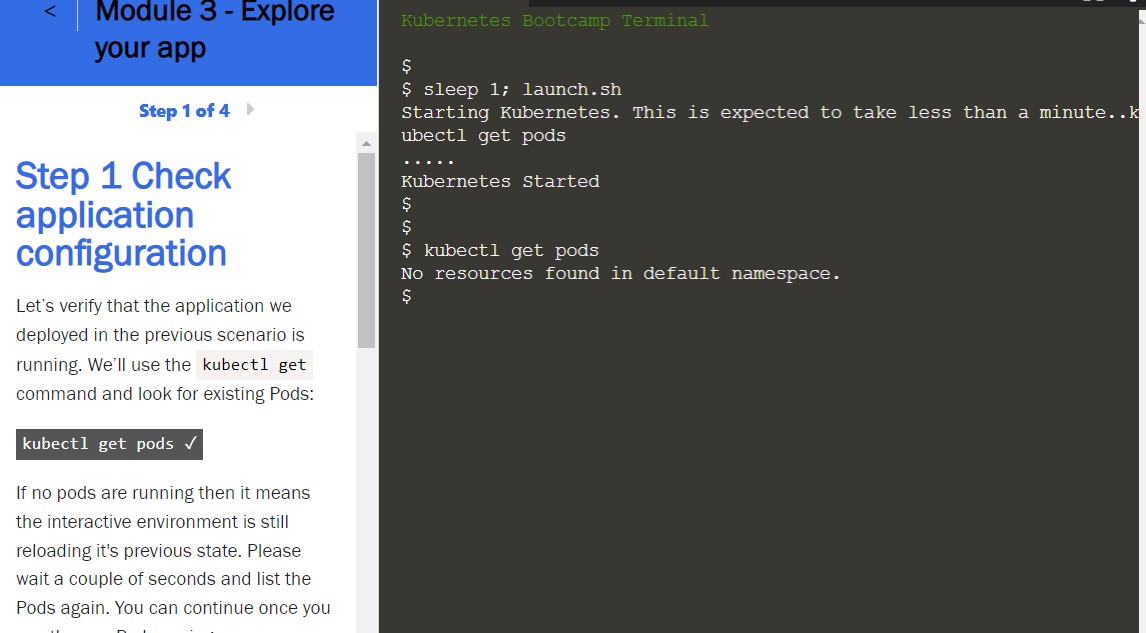 < Module 3 - Explore
your app
Step 1 of 4
Step 1 Check
application
configuration
Let's verify that the application we
deployed in the previous scenario is
running. We'll use the kubectl get
command and look for existing Pods:
kubectl get pods ✓
If no pods are running then it means
the interactive environment is still
reloading it's previous state. Please
wait a couple of seconds and list the
Pods again. You can continue once you
Kubernetes Bootcamp Terminal
$
$ sleep 1; launch.sh
Starting Kubernetes. This is expected to take less than a minute..k
ubectl get pods
.....
Kubernetes Started
$
$
$ kubectl get pods
No resources found in default namespace.
$